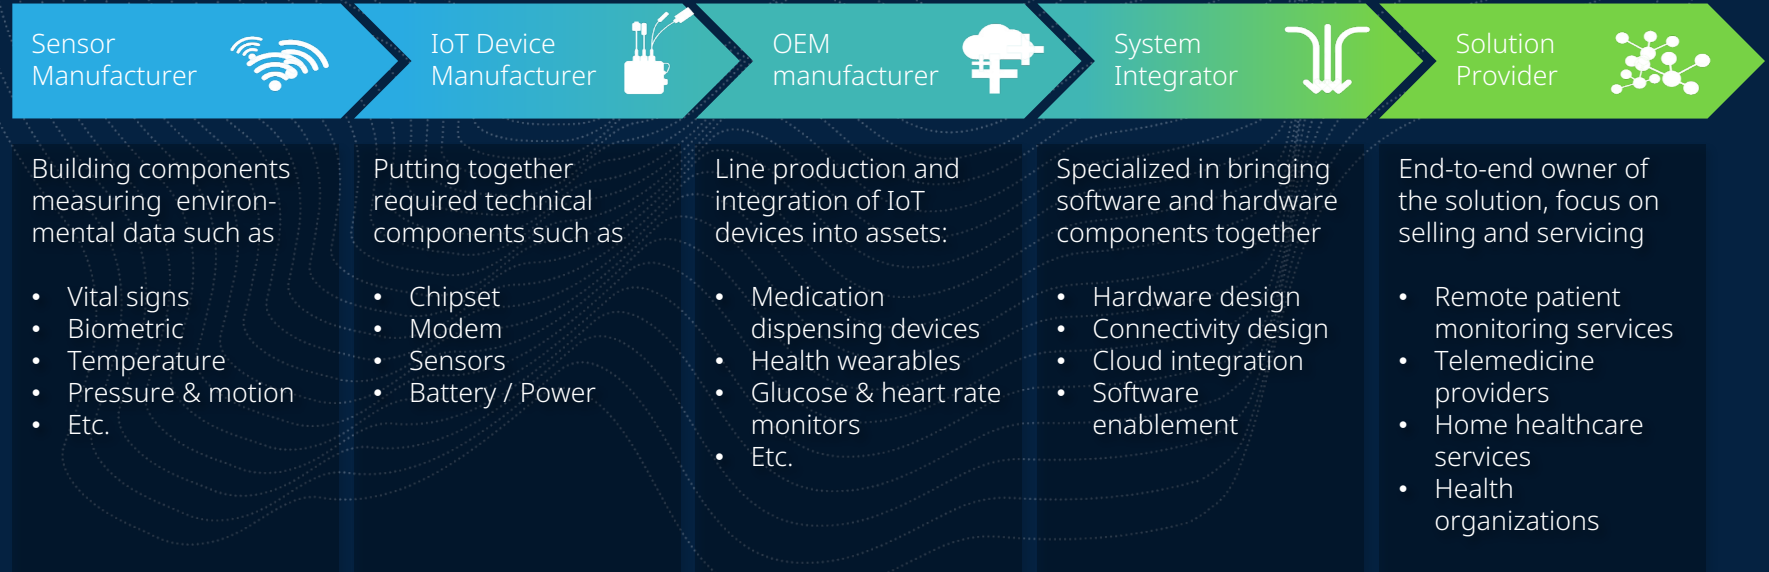 Sensor
Manufacturer
IoT Device
Manufacturer
OEM
manufacturer
System
Integrator
Solution
Provider
Building components
measuring environ-
mental data such as
• Vital signs
• Biometric
• Temperature
• Pressure & motion
• Etc.
Putting together
required technical
components such as
• Chipset
• Modem
• Sensors
• Battery / Power
Line production and
integration of IoT
devices into assets:
• Medication
dispensing devices
• Health wearables
• Glucose & heart rate
monitors
• Etc.
Specialized in bringing
software and hardware
components together
• Hardware design
• Connectivity design
• Cloud integration
• Software
enablement
End-to-end owner of
the solution, focus on
selling and servicing
• Remote patient
monitoring services
• Telemedicine
providers
• Home healthcare
services
• Health
organizations